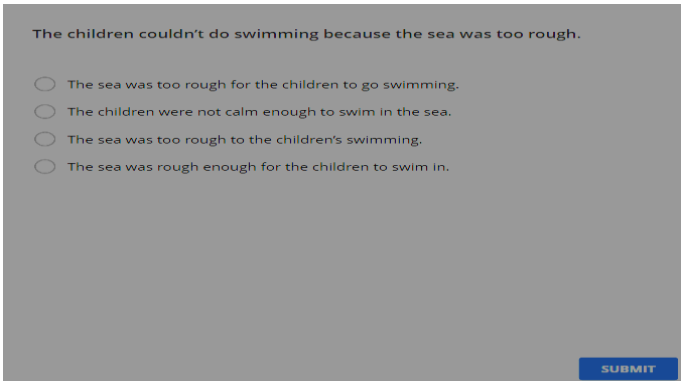 The children couldn't do swimming because the sea was too rough.
The sea was too rough for the children to go swimming.
The children were not calm enough to swim in the sea.
The sea was too rough to the children's swimming.
The sea was rough enough for the children to swim in.
SUBMIT